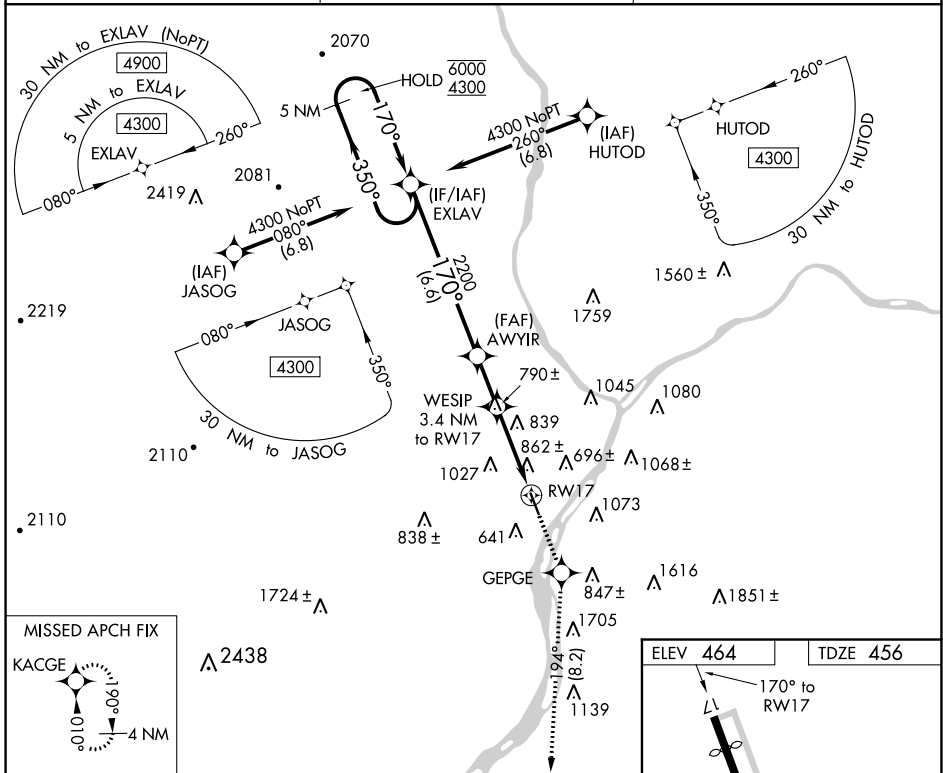 30 NM to EXLAV (NoPT)
4900
5 NM to EXLAV
4300
EXLAV
080°
260°
2419
2070
HOLD
6000
4300
5 NM
170°
350°
4300 NoPT
260°
(6.8)
(IAF)
HUTOD
260°
HUTOD
4300
350°
30 NM to HUTOD
2081
(IF/IAF)
EXLAV
4300 NoPT
080°
(6.8)
(IAF)
JASOG
2200
170°
(6.6)
1560 ±
1759
2219
080°
JASOG
4300
350°
30 NM to JASOG
(FAF)
AWYIR
790 ±
WESIP
3.4 NM
to RW17
1045
1080
839
862 ±
696 ±
1068 ±
2110
1027
RW17
1073
2110
838 ±
641
GEPGE
847 ±
1616
1851 ±
1724 ±
1705
194°
(8.2)
1139
MISSED APCH FIX
KACGE
190°
010°
4 NM
2438
ELEV 464
TDZE 456
170° to
RW17
17